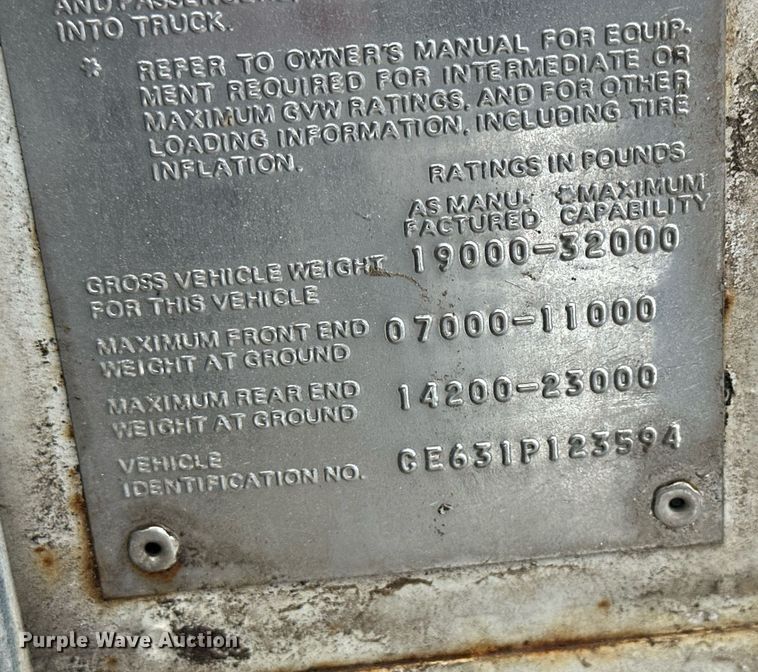 AND PASSENGERS,
INTO TRUCK.
* REFER TO OWNER'S MANUAL FOR EQUIP-
MENT REQUIRED FOR INTERMEDIATE OR
MAXIMUM GVW RATINGS, AND FOR OTHER
LOADING INFORMATION, INCLUDING TIRE
INFLATION.
RATINGS IN POUNDS
AS MANU- *MAXIMUM
FACTURED CAPABILITY
GROSS VEHICLE WEIGHT 19000-32000
FOR THIS VEHICLE
MAXIMUM FRONT END 07000-11000
WEIGHT AT GROUND
MAXIMUM REAR END 14200-23000
WEIGHT AT GROUND
VEHICLE CE631P123594
IDENTIFICATION NO.
Purple Wave Auction